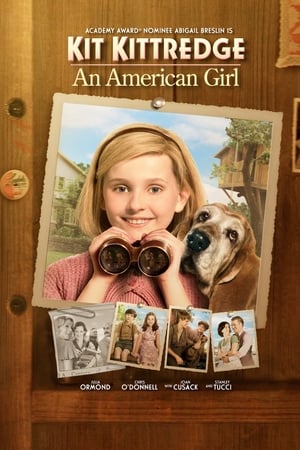 ACADEMY AWARD® NOMINEE ABIGAIL BRESLIN IS
KIT KITTREDGE
An American Girl
JULIA ORMOND
CHRIS O'DONNELL
WITH JOAN CUSACK
AND STANLEY TUCCI